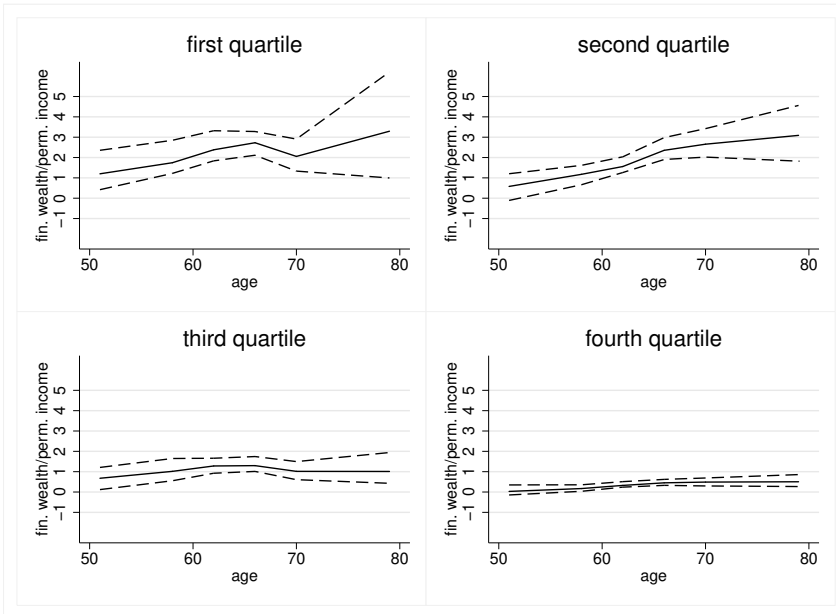 first quartile
fin. wealth/perm. income
5
4
3
2
1
0
−1
50 60 70 80
age
second quartile
fin. wealth/perm. income
5
4
3
2
1
0
−1
50 60 70 80
age
third quartile
fin. wealth/perm. income
5
4
3
2
1
0
−1
50 60 70 80
age
fourth quartile
fin. wealth/perm. income
5
4
3
2
1
0
−1
50 60 70 80
age